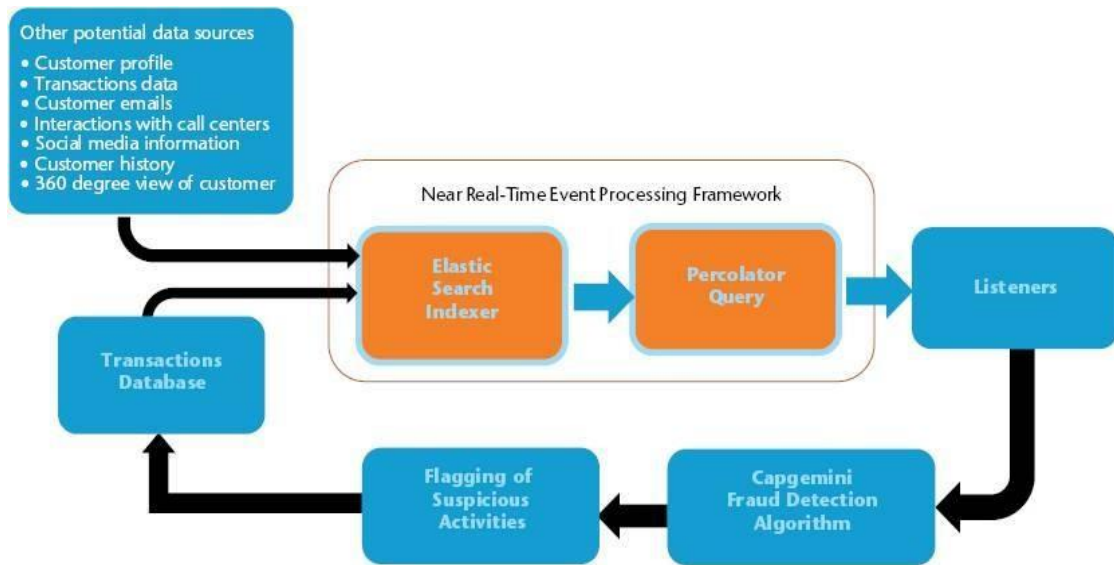 Other potential data sources
• Customer profile
• Transactions data
• Customer emails
• Interactions with call centers
• Social media information
• Customer history
• 360 degree view of customer
Near Real-Time Event Processing Framework
Elastic
Search
Indexer
Percolator
Query
Listeners
Transactions
Database
Flagging of
Suspicious
Activities
Capgemini
Fraud Detection
Algorithm